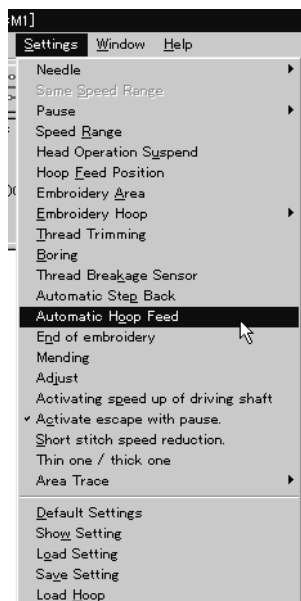 M1]
Settings Window Help
Needle
Same Speed Range
Pause
Speed Range
Head Operation Suspend
Hoop Feed Position
Embroidery Area
Embroidery Hoop
Thread Trimming
Boring
Thread Breakage Sensor
Automatic Step Back
Automatic Hoop Feed
End of embroidery
Mending
Adjust
Activating speed up of driving shaft
Activate escape with pause.
Short stitch speed reduction.
Thin one / thick one
Area Trace
Default Settings
Show Setting
Load Setting
Save Setting
Load Hoop